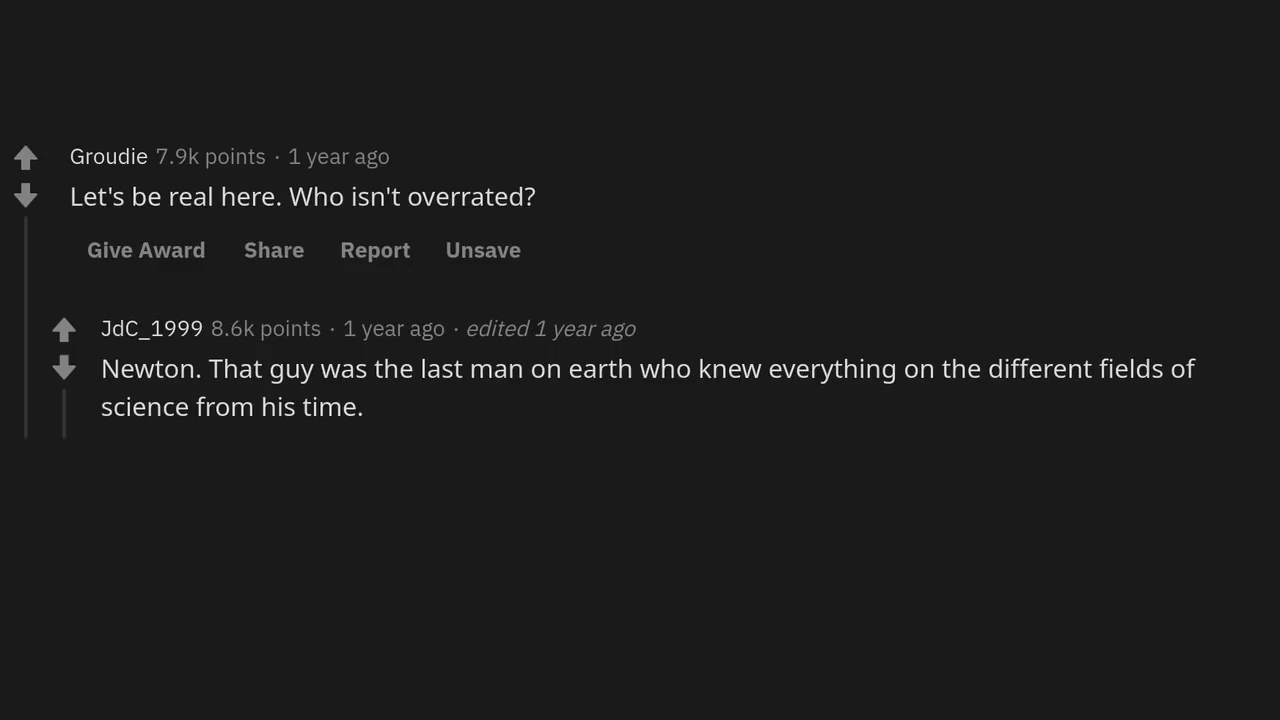 Groudie 7.9k points · 1 year ago
Let's be real here. Who isn't overrated?
Give Award Share Report Unsave
JdC_1999 8.6k points · 1 year ago · edited 1 year ago
Newton. That guy was the last man on earth who knew everything on the different fields of
science from his time.